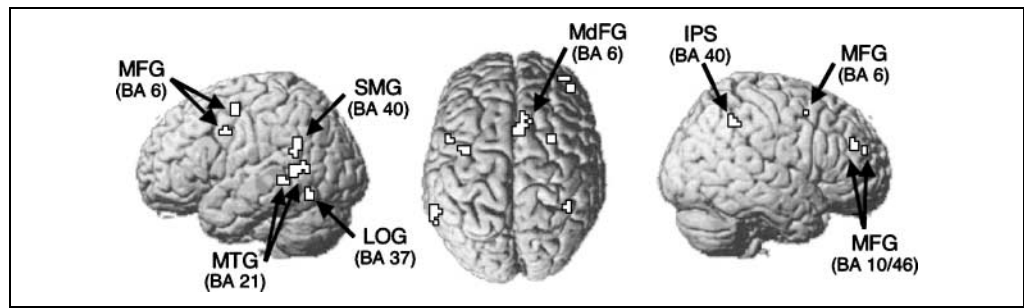 MFG
(BA 6)
SMG
(BA 40)
MTG
(BA 21)
LOG
(BA 37)
MdFG
(BA 6)
IPS
(BA 40)
MFG
(BA 6)
MFG
(BA 10/46)